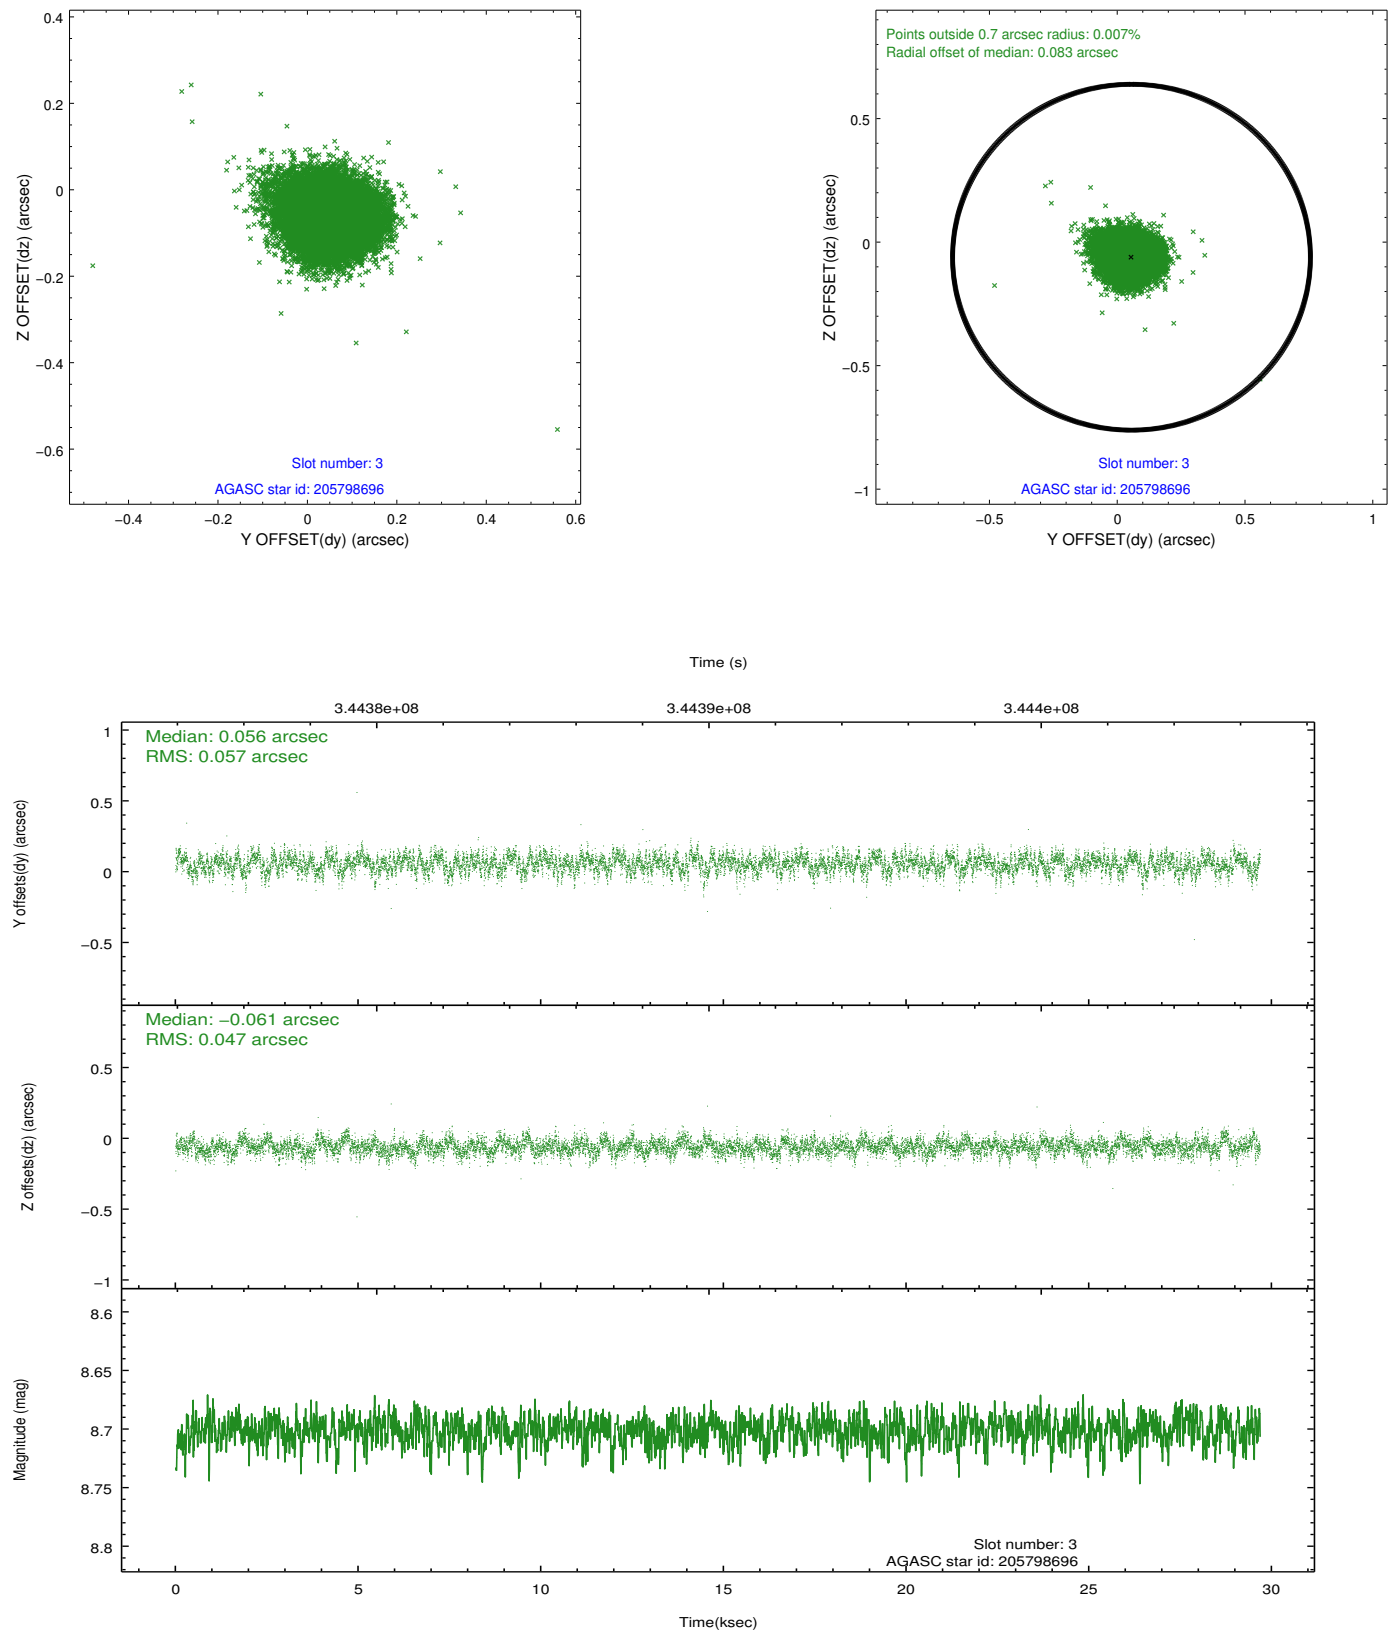 0.4
0.2
0
−0.2
−0.4
−0.6
Z OFFSET(dz) (arcsec)
Slot number: 3
AGASC star id: 205798696
−0.4 −0.2 0 0.2 0.4 0.6
Y OFFSET(dy) (arcsec)
Points outside 0.7 arcsec radius: 0.007%
Radial offset of median: 0.083 arcsec
0.5
0
−0.5
−1
Z OFFSET(dz) (arcsec)
Slot number: 3
AGASC star id: 205798696
−0.5 0 0.5 1
Y OFFSET(dy) (arcsec)
Time (s)
3.4438e+08 3.4439e+08 3.444e+08
Median: 0.056 arcsec
RMS: 0.057 arcsec
1
0.5
0
−0.5
Y offsets(dy) (arcsec)
Median: −0.061 arcsec
RMS: 0.047 arcsec
0.5
0
−0.5
−1
Z offsets(dz) (arcsec)
8.6
8.65
8.7
8.75
8.8
Magnitude (mag)
Slot number: 3
AGASC star id: 205798696
0 5 10 15 20 25 30
Time(ksec)